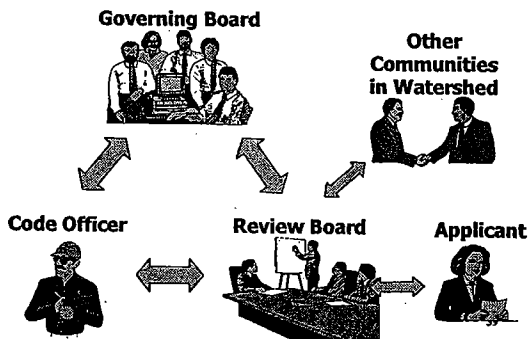 Governing Board
Other
Communities
in Watershed
Code Officer
Review Board
Applicant